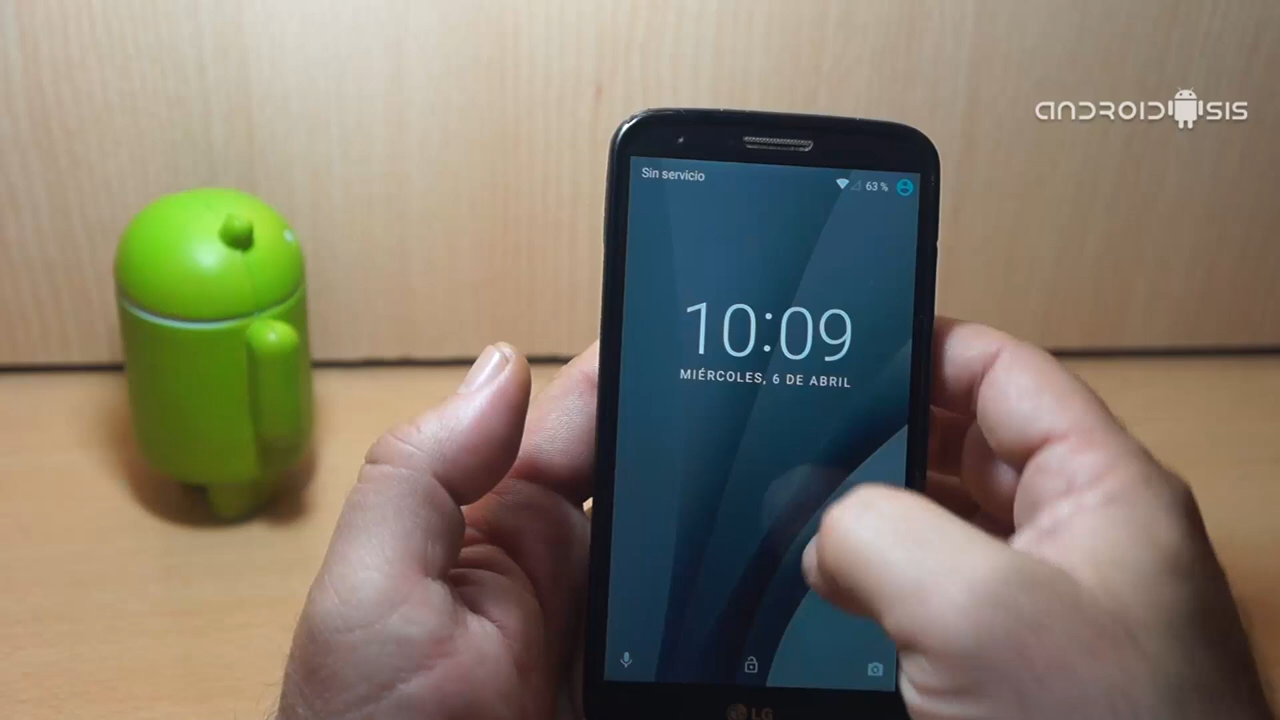 ANDROIDSIS
Sin servicio
63 %
10:09
MIÉRCOLES, 6 DE ABRIL
LG